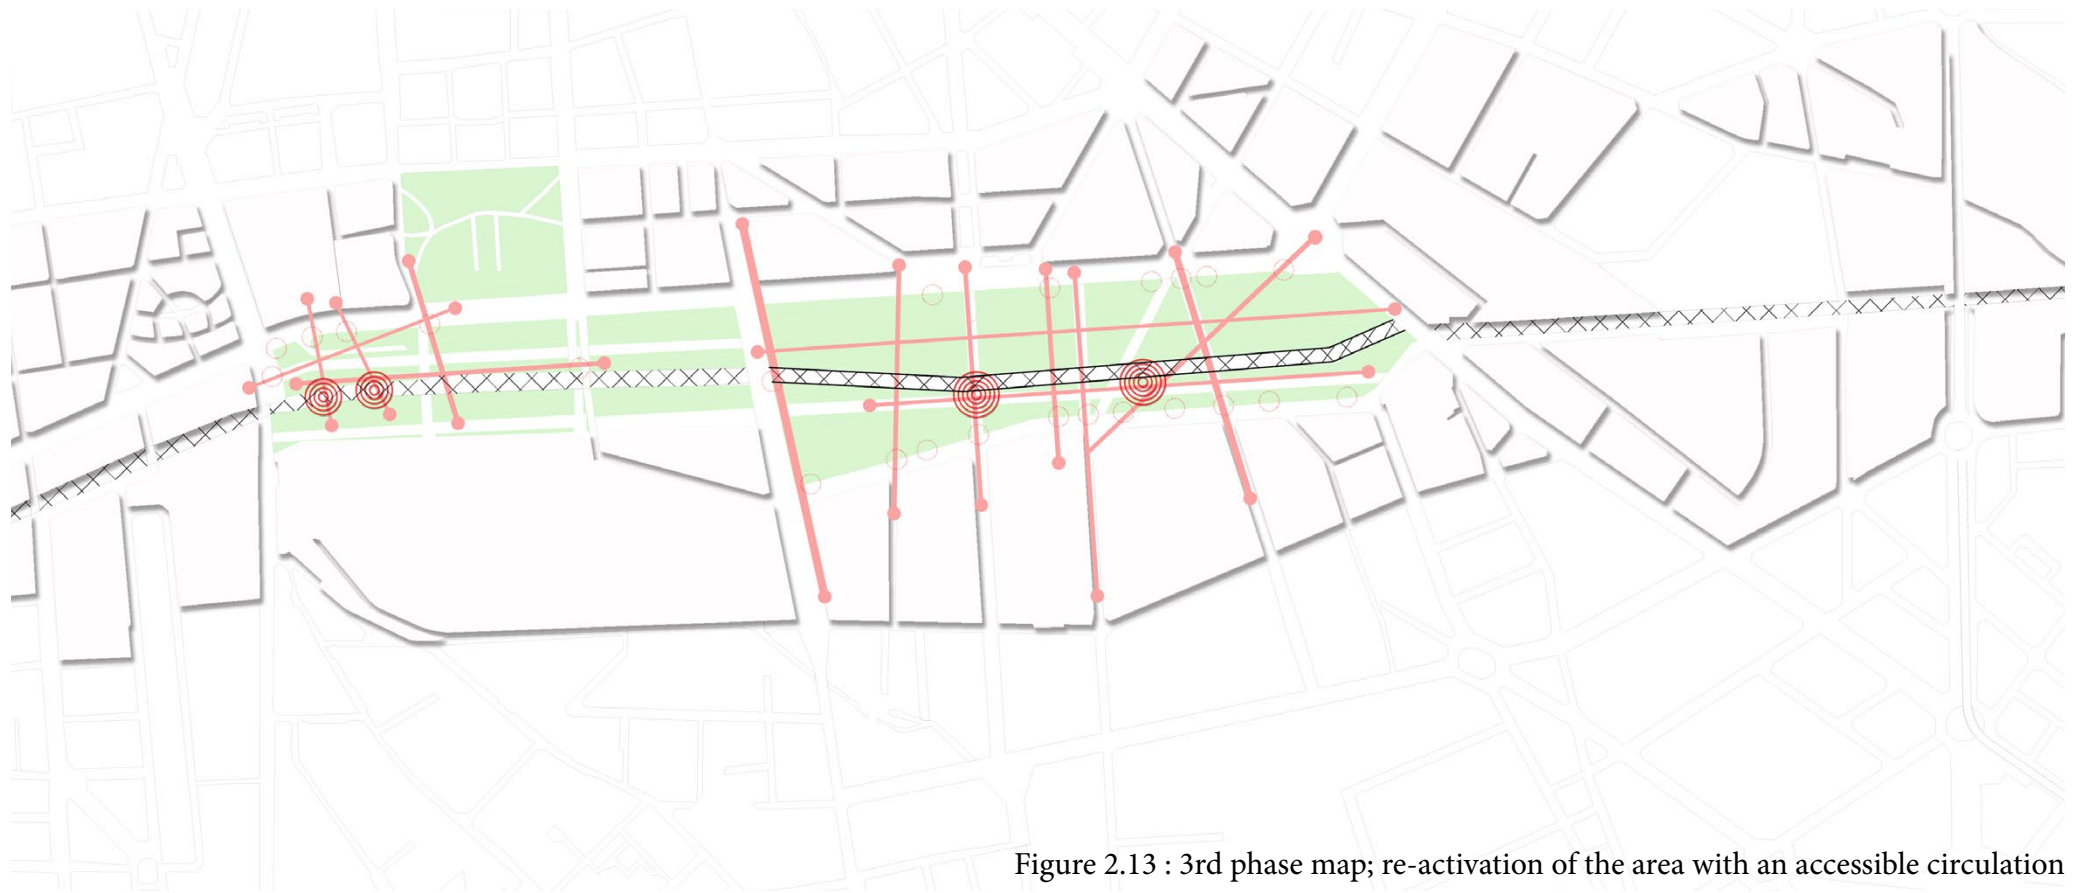 Figure 2.13 : 3rd phase map; re-activation of the area with an accessible circulation